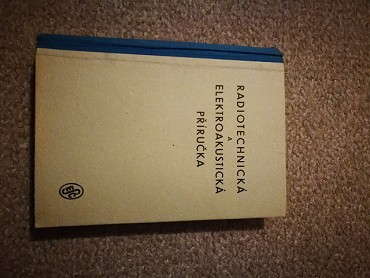 RADIOTECHNICKÁ
A
ELEKTROAKUSTICKÁ
PŘÍRUČKA